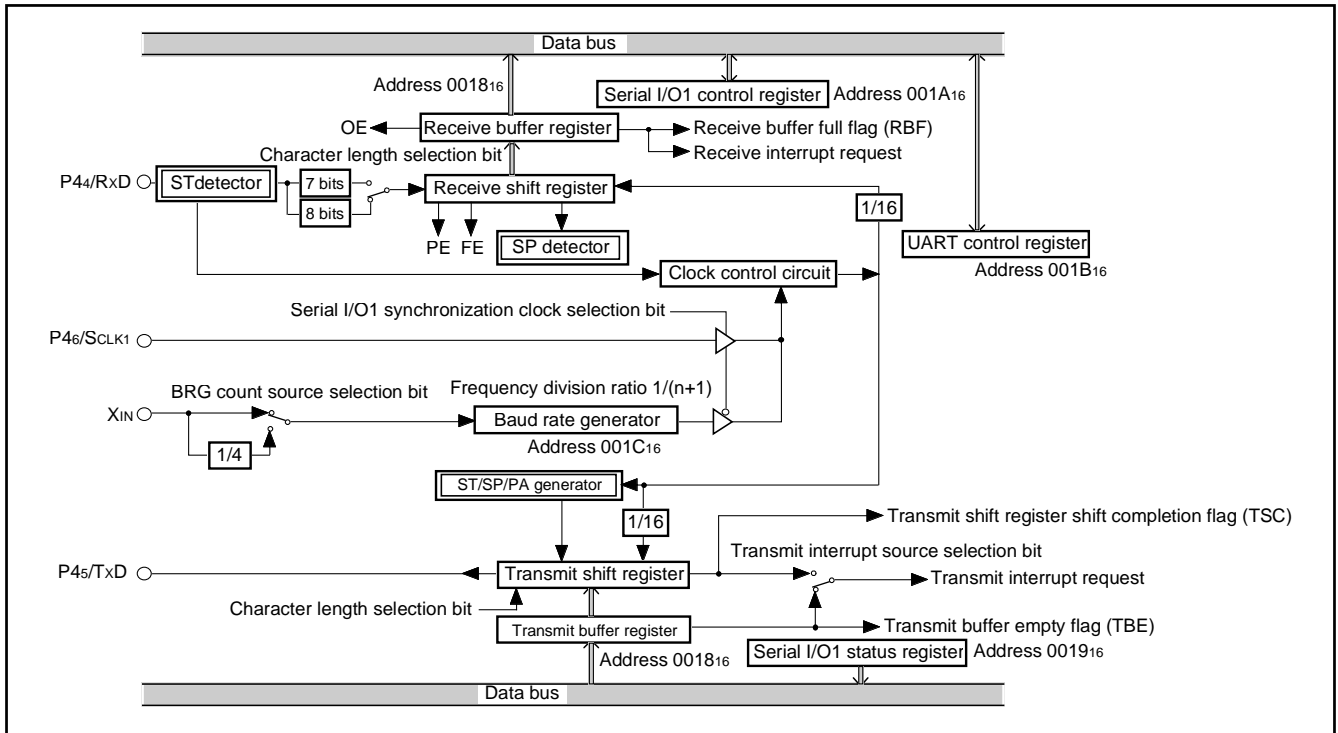 Data bus
Address 0018₁₆
Serial I/O1 control register
Address 001A₁₆
OE
Receive buffer register
Receive buffer full flag (RBF)
Receive interrupt request
Character length selection bit
P4₄/RxD
STdetector
7 bits
8 bits
Receive shift register
1/16
PE
FE
SP detector
UART control register
Address 001B₁₆
Clock control circuit
Serial I/O1 synchronization clock selection bit
P4₆/SCLK1
BRG count source selection bit
Frequency division ratio 1/(n+1)
XIN
Baud rate generator
1/4
Address 001C₁₆
ST/SP/PA generator
1/16
Transmit shift register shift completion flag (TSC)
Transmit interrupt source selection bit
P4₅/TxD
Transmit shift register
Transmit interrupt request
Character length selection bit
Transmit buffer register
Transmit buffer empty flag (TBE)
Address 0018₁₆
Serial I/O1 status register
Address 0019₁₆
Data bus